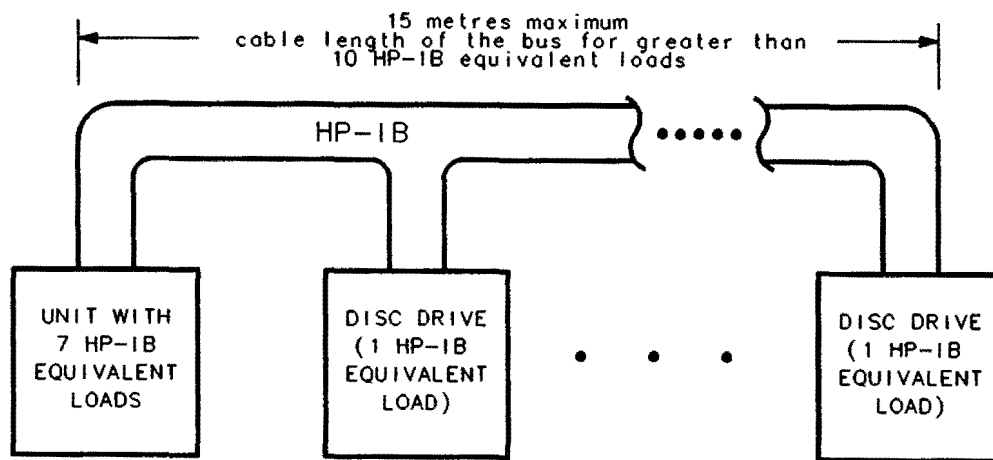 15 metres maximum
cable length of the bus for greater than
10 HP-IB equivalent loads
HP-IB
UNIT WITH
7 HP-IB
EQUIVALENT
LOADS
DISC DRIVE
(1 HP-IB
EQUIVALENT
LOAD)
DISC DRIVE
(1 HP-IB
EQUIVALENT
LOAD)